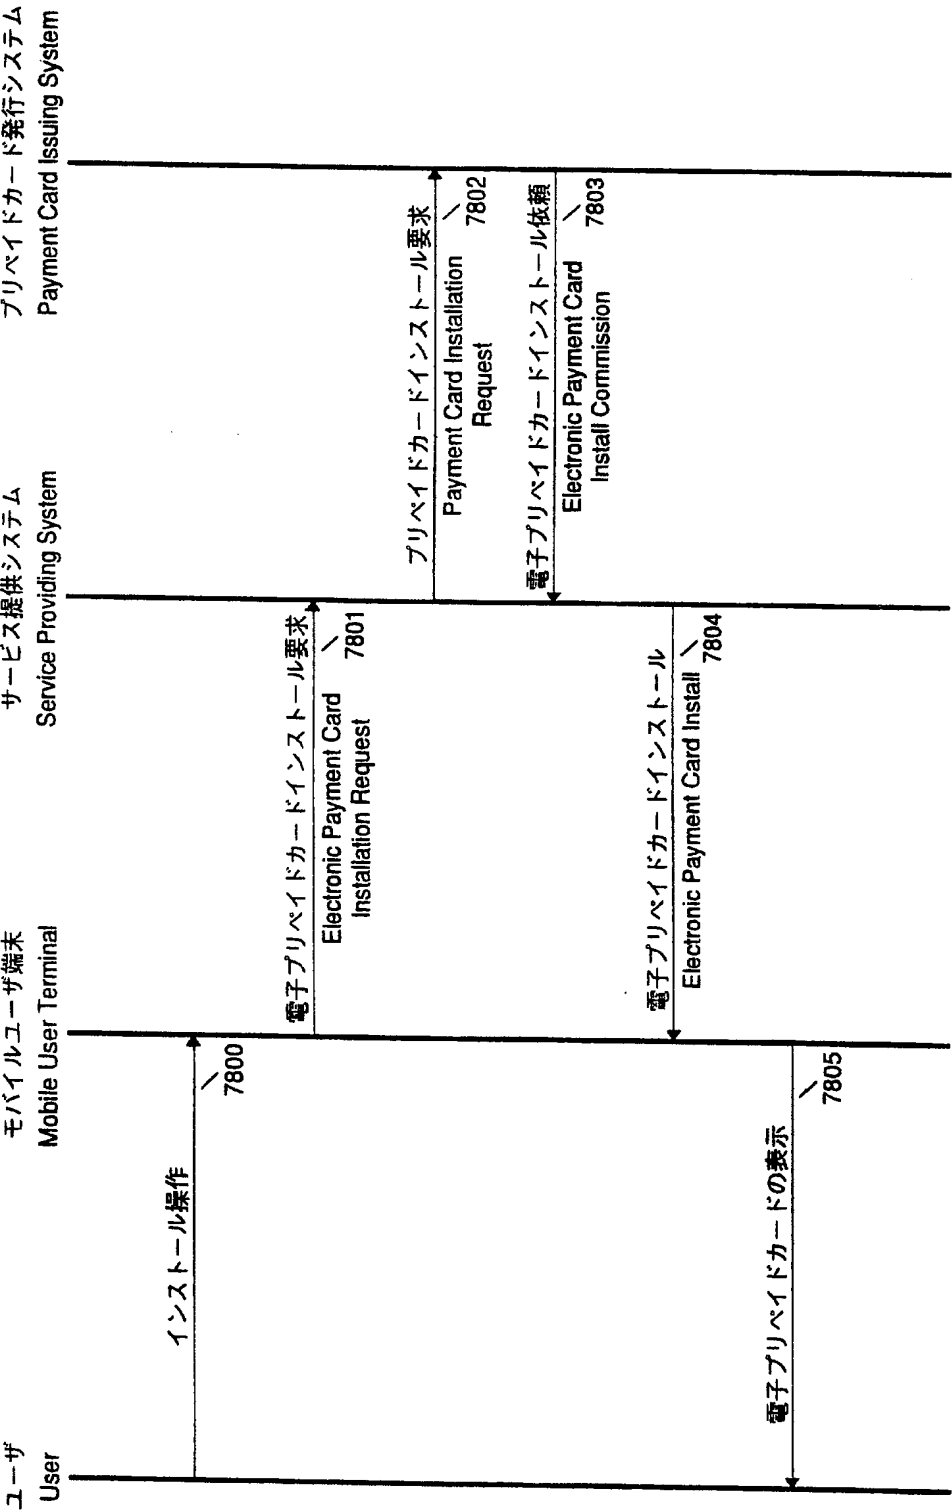 ユーザ
User
モバイルユーザ端末
Mobile User Terminal
サービス提供システム
Service Providing System
プリペイドカード発行システム
Payment Card Issuing System
インストール操作
7800
電子プリペイドカードインストール要求
7801
Electronic Payment Card
Installation Request
プリペイドカードインストール要求
7802
Payment Card Installation
Request
電子プリペイドカードインストール依頼
7803
Electronic Payment Card
Install Commission
電子プリペイドカードインストール
7804
Electronic Payment Card Install
電子プリペイドカードの表示
7805